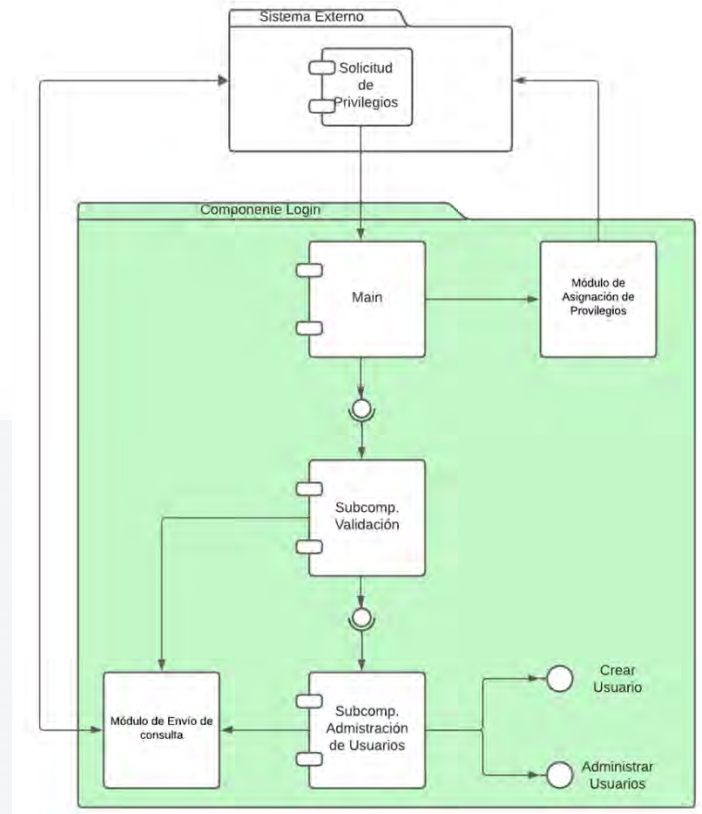 Sistema Externo
Solicitud
de
Privilegios
Componente Login
Main
Módulo de
Asignación de
Provilegios
Subcomp.
Validación
Módulo de Envío de
consulta
Subcomp.
Admistración
de Usuarios
Crear
Usuario
Administrar
Usuarios